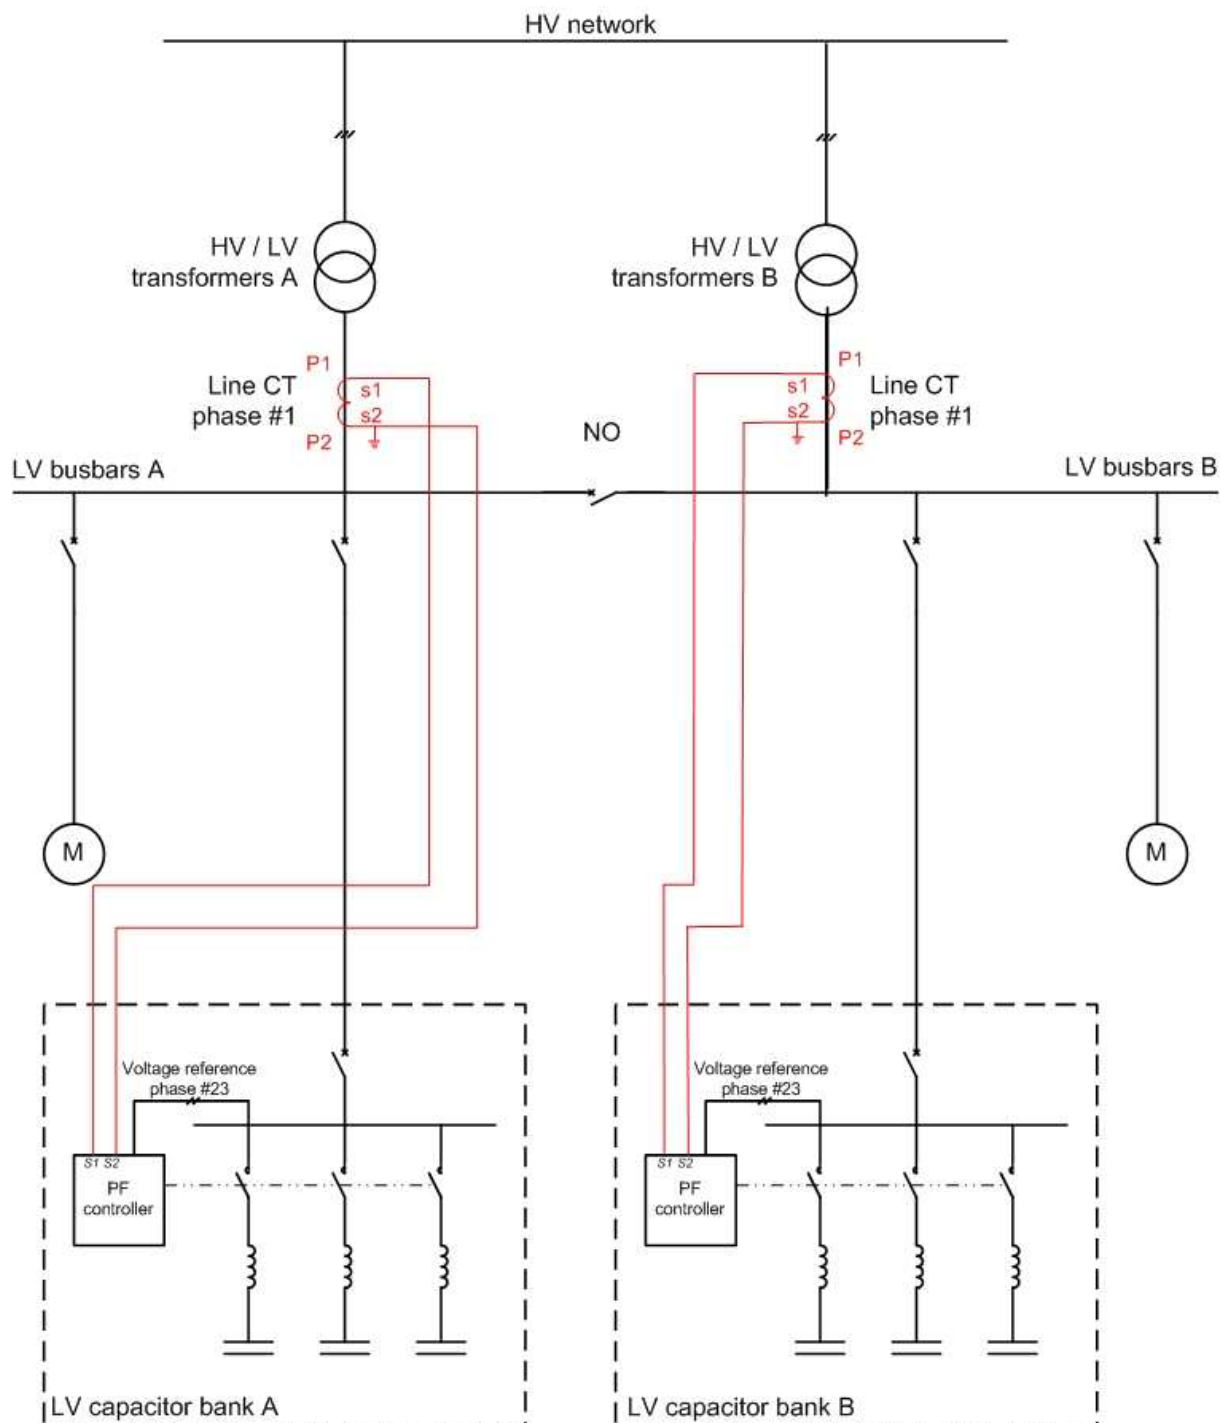 HV network
HV / LV
transformers A
HV / LV
transformers B
P1
Line CT
phase #1
s1
s2
P2
P1
s1
s2
Line CT
phase #1
P2
NO
LV busbars A
LV busbars B
M
M
Voltage reference
phase #23
S1 S2
PF
controller
LV capacitor bank A
Voltage reference
phase #23
S1 S2
PF
controller
LV capacitor bank B